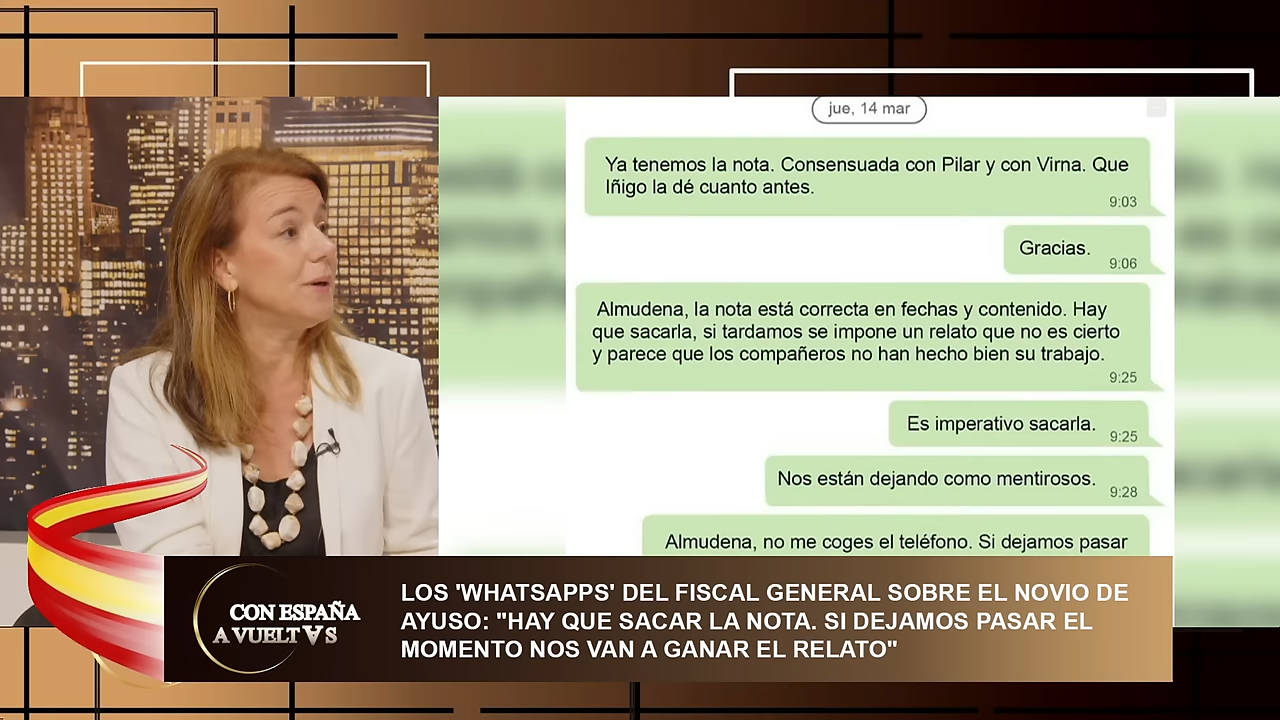 jue, 14 mar
Ya tenemos la nota. Consensuada con Pilar y con Virna. Que
Iñigo la dé cuanto antes.
9:03
Gracias.
9:06
Almudena, la nota está correcta en fechas y contenido. Hay
que sacarla, si tardamos se impone un relato que no es cierto
y parece que los compañeros no han hecho bien su trabajo.
9:25
Es imperativo sacarla.
9:25
Nos están dejando como mentirosos.
9:28
Almudena, no me coges el teléfono. Si dejamos pasar
CON ESPAÑA
A VUELT∀S
LOS 'WHATSAPPS' DEL FISCAL GENERAL SOBRE EL NOVIO DE
AYUSO: "HAY QUE SACAR LA NOTA. SI DEJAMOS PASAR EL
MOMENTO NOS VAN A GANAR EL RELATO"